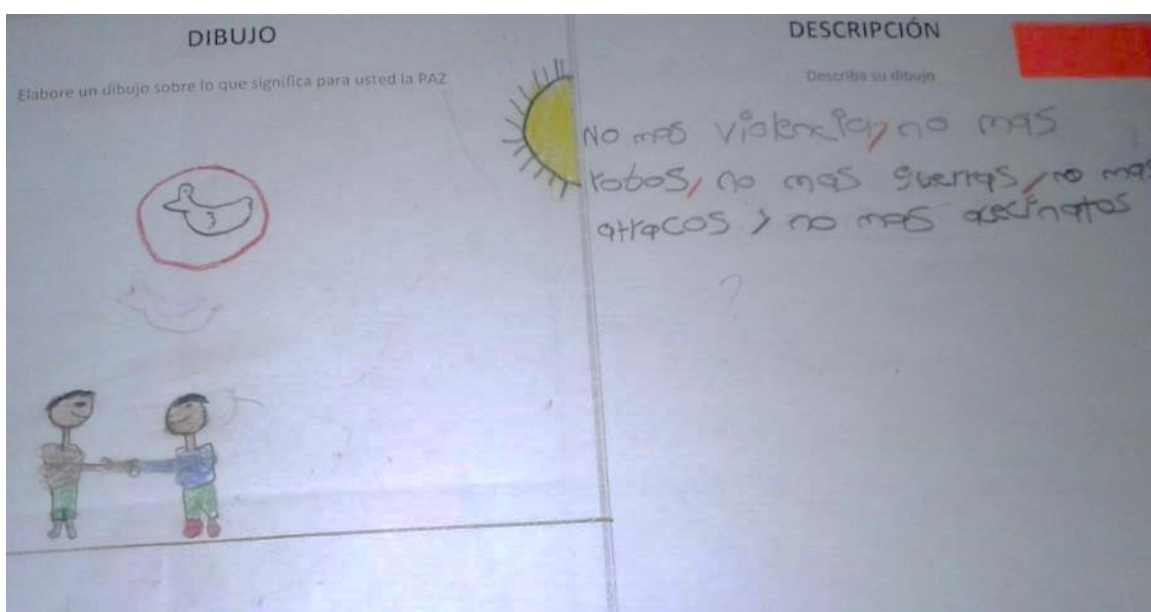 DIBUJO
Elabore un dibujo sobre lo que significa para usted la PAZ
DESCRIPCIÓN
Describa su dibujo
No mas violencia, no mas
robos, no mas guerras, no mas
atracos y no mas asecinatos